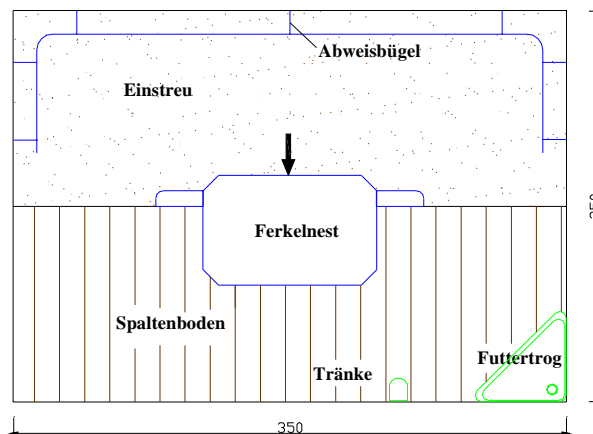 Abweisbügel
Einstreu
Ferkelnest
Spaltenboden
Futtertrog
Tränke
350